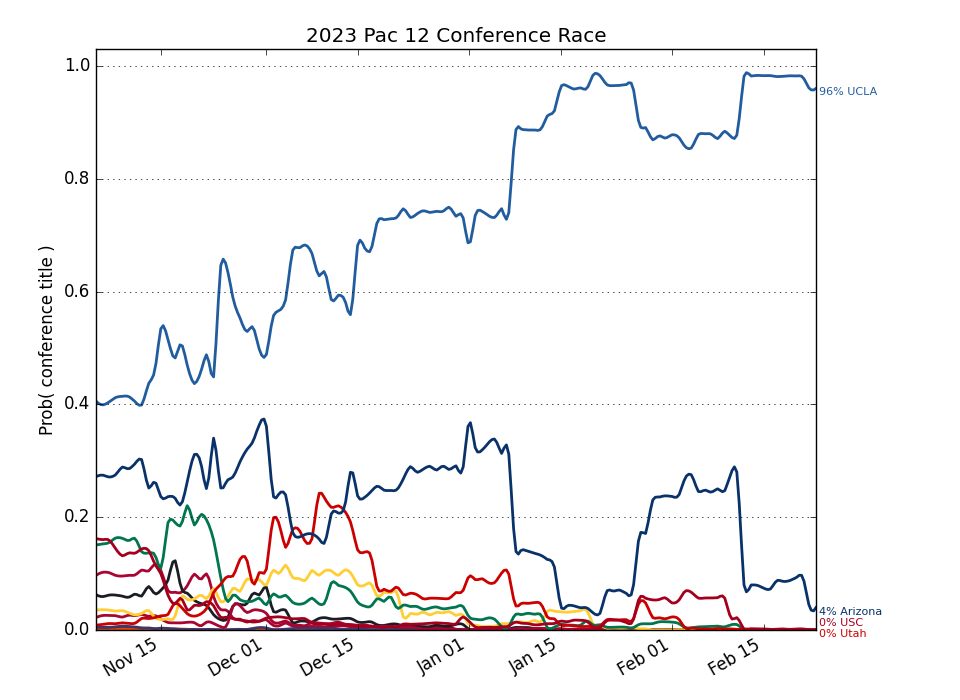 2023 Pac 12 Conference Race
Prob( conference title )
1.0
0.8
0.6
0.4
0.2
0.0
96% UCLA
4% Arizona
0% USC
0% Utah
Nov 15
Dec 01
Dec 15
Jan 01
Jan 15
Feb 01
Feb 15